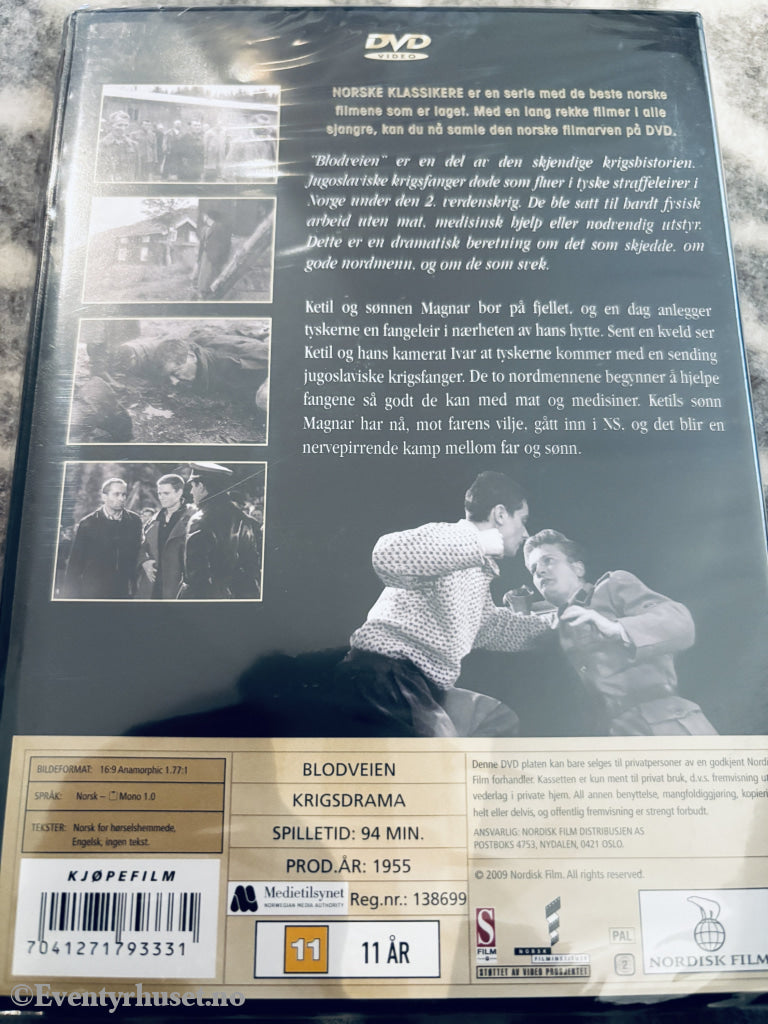 DVD
VIDEO
NORSKE KLASSIKERE er en serie med de beste norske
filmene som er laget. Med en lang rekke filmer i alle
sjangre, kan du nå samle den norske filmarven på DVD.
"Blodveien" er en del av den skjendige krigshistorien.
Jugoslaviske krigsfanger døde som fluer i tyske straffeleirer i
Norge under den 2. verdenskrig. De ble satt til hardt fysisk
arbeid uten mat, medisinsk hjelp eller nødvendig utstyr.
Dette er en dramatisk beretning om det som skjedde, om
gode nordmenn, og om de som svek.
Ketil og sønnen Magnar bor på fjellet, og en dag anlegger
tyskerne en fangeleir i nærheten av hans hytte. Sent en kveld ser
Ketil og hans kamerat Ivar at tyskerne kommer med en sending
jugoslaviske krigsfanger. De to nordmennene begynner å hjelpe
fangene så godt de kan med mat og medisiner. Ketils sønn
Magnar har nå, mot farens vilje, gått inn i NS, og det blir en
nervepirrende kamp mellom far og sønn.
BILDEFORMAT: 16:9 Anamorphic 1.77:1
SPRÅK: Norsk – Mono 1.0
TEKSTER: Norsk for hørselshemmede,
Engelsk, ingen tekst.
KJØPEFILM
7041271793331
BLODVEIEN
KRIGSDRAMA
SPILLETID: 94 MIN.
PROD.ÅR: 1955
Medietilsynet
NORWEGIAN MEDIA AUTHORITY
Reg.nr.: 138699
11
11 ÅR
Denne DVD platen kan bare selges til privatpersoner av en godkjent Nordi
Film forhandler. Kassetten er kun ment til privat bruk, d.v.s. fremvisning ut
vederlag i private hjem. All annen benyttelse, mangfoldiggjøring, kopieri
helt eller delvis, og offentlig fremvisning er strengt forbudt.
ANSVARLIG: NORDISK FILM DISTRIBUSJEN AS
POSTBOKS 4753, NYDALEN, 0421 OSLO.
© 2009 Nordisk Film. All rights reserved.
S
FILM
NORSK
FILMINSTITUTT
STØTTET AV VIDEO PROSJEKTET
PAL
2
NORDISK FILM
©Eventyrhuset.no